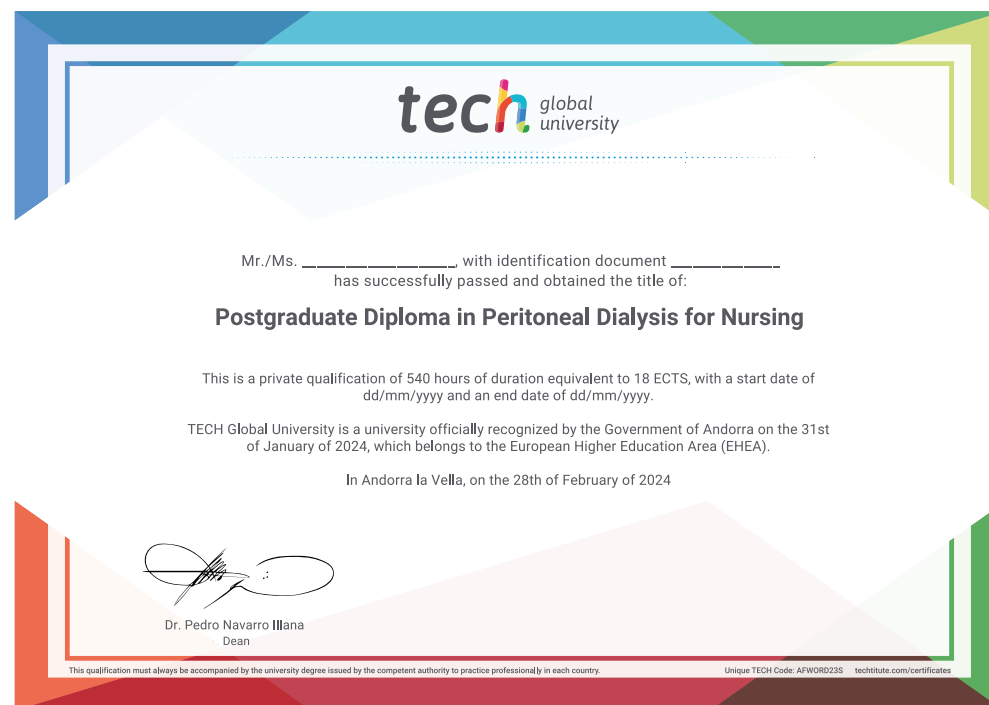 tech global
university
Mr./Ms. ___________________, with identification document ______________
has successfully passed and obtained the title of:
Postgraduate Diploma in Peritoneal Dialysis for Nursing
This is a private qualification of 540 hours of duration equivalent to 18 ECTS, with a start date of
dd/mm/yyyy and an end date of dd/mm/yyyy.
TECH Global University is a university officially recognized by the Government of Andorra on the 31st
of January of 2024, which belongs to the European Higher Education Area (EHEA).
In Andorra la Vella, on the 28th of February of 2024
Dr. Pedro Navarro Illana
Dean
This qualification must always be accompanied by the university degree issued by the competent authority to practice professionally in each country. Unique TECH Code: AFWORD23S techtitute.com/certificates